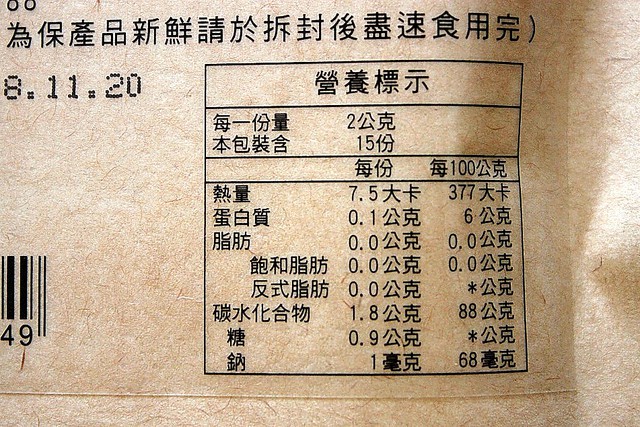 為保產品新鮮請於拆封後盡速食用完)
8.11.20
營養標示
每一份量 2公克
本包裝含 15份
每份 每100公克
熱量 7.5大卡 377大卡
蛋白質 0.1公克 6公克
脂肪 0.0公克 0.0公克
飽和脂肪 0.0公克 0.0公克
反式脂肪 0.0公克 *公克
碳水化合物 1.8公克 88公克
糖 0.9公克 *公克
鈉 1毫克 68毫克
49